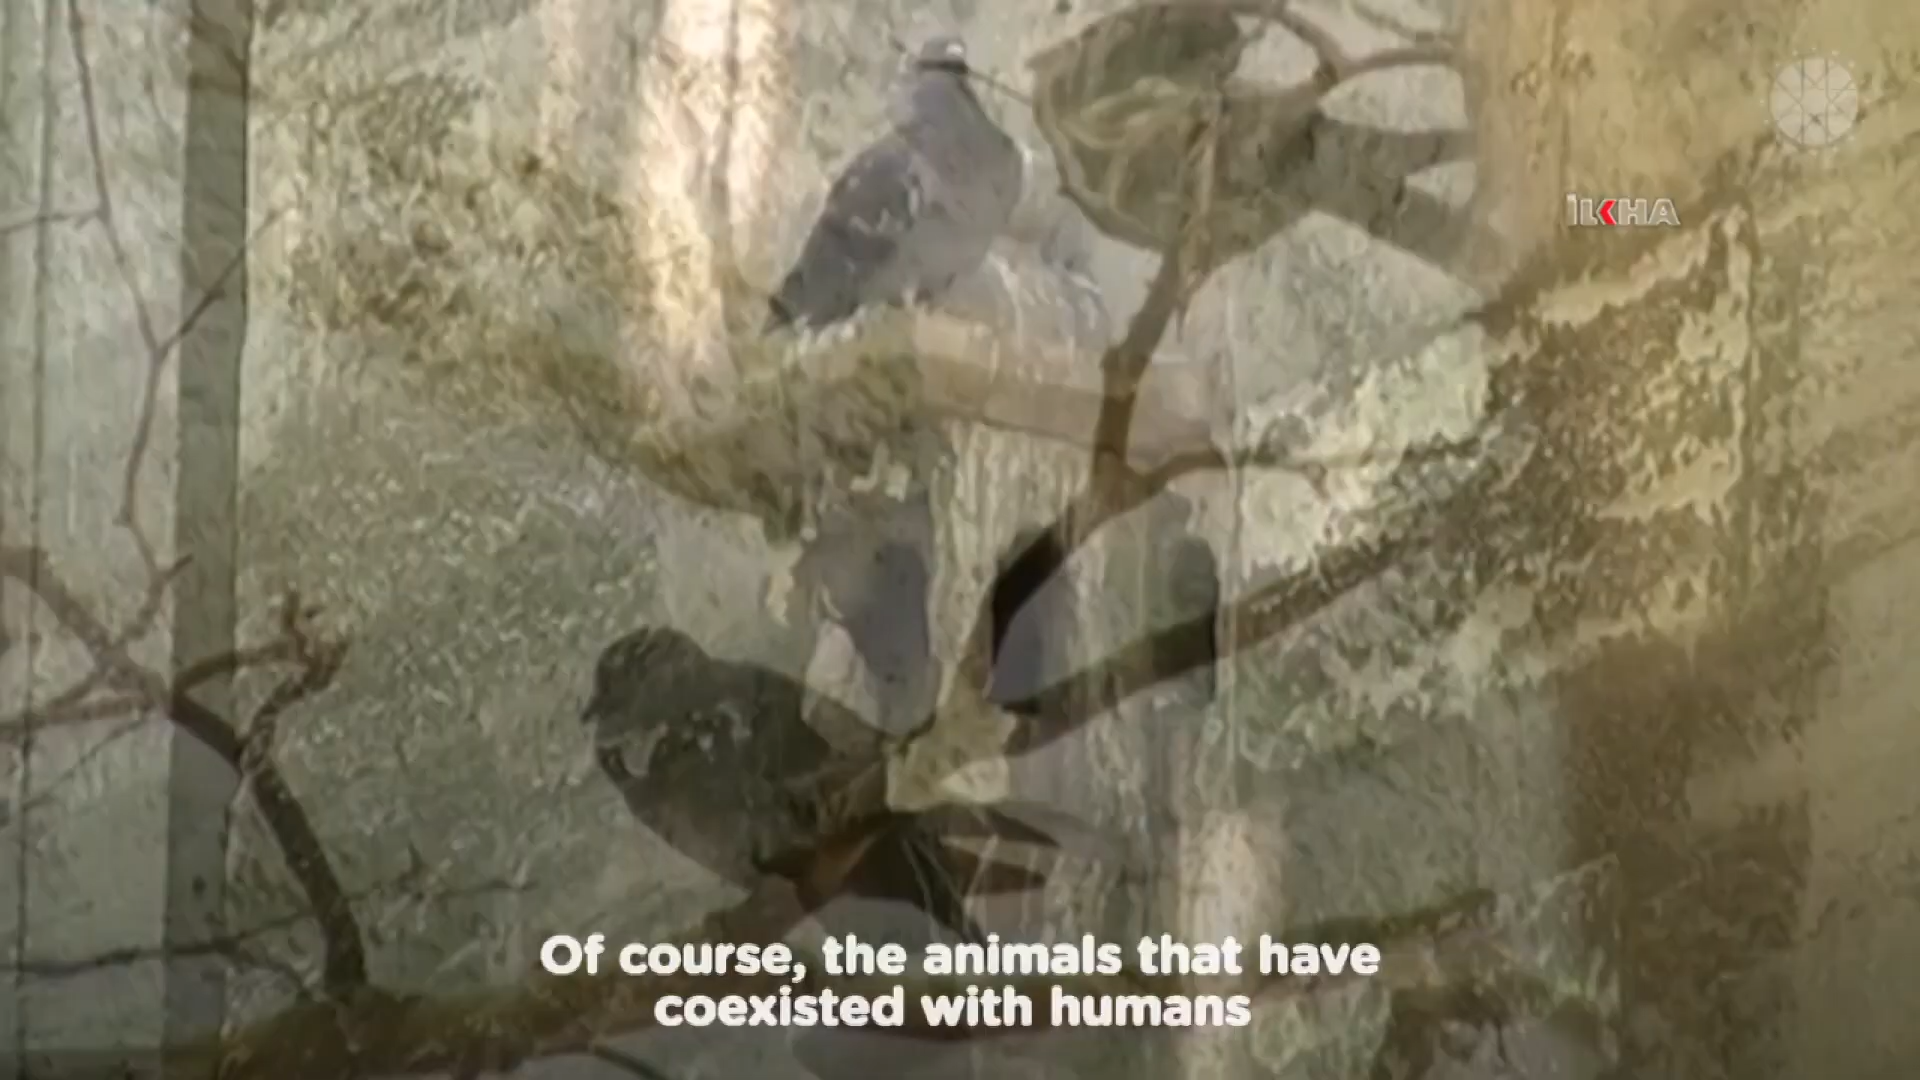 İLKHA
Of course, the animals that have
coexisted with humans